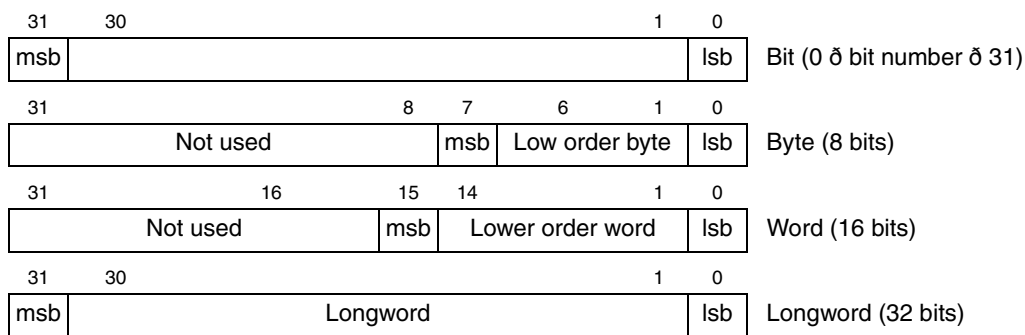 31 30 1 0
msb lsb Bit (0 ð bit number ð 31)
31 8 7 6 1 0
Not used msb Low order byte lsb Byte (8 bits)
31 16 15 14 1 0
Not used msb Lower order word lsb Word (16 bits)
31 30 1 0
msb Longword lsb Longword (32 bits)